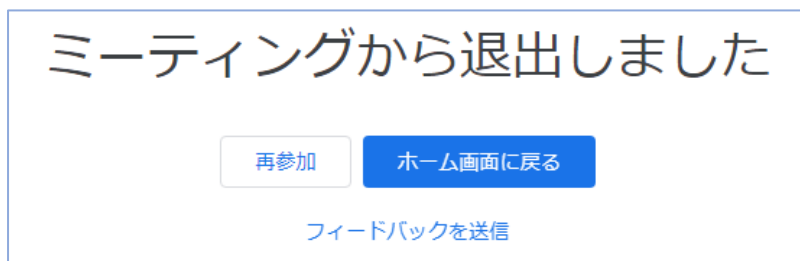 ミーティングから退出しました
再参加 ホーム画面に戻る
フィードバックを送信